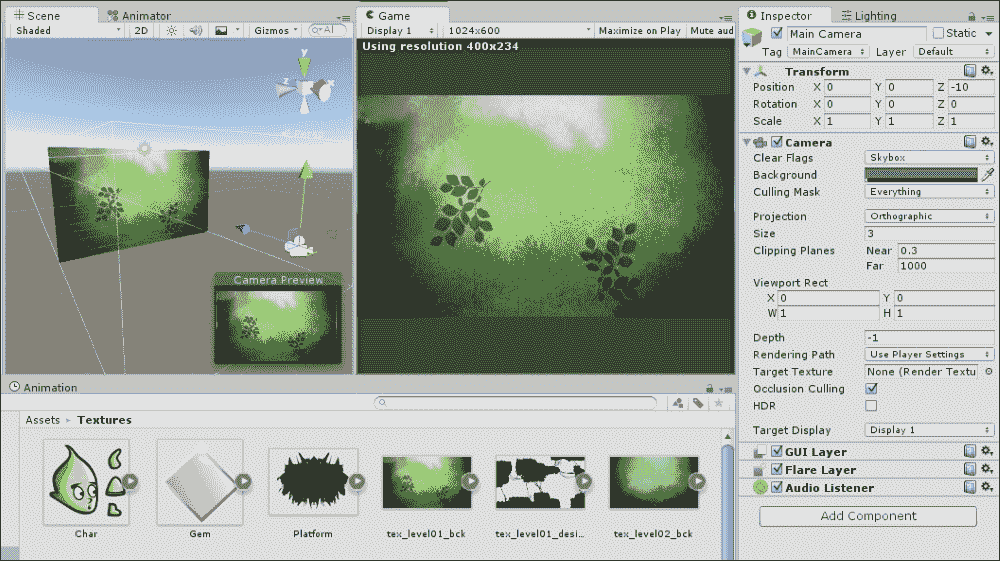 Scene
Animator
Shaded
2D
Gizmos
All
y
z
x
Camera Preview
Game
Display 1
1024x600
Maximize on Play
Mute aud
Using resolution 400x234
Inspector
Lighting
Main Camera
Static
Tag MainCamera Layer Default
Transform
Position X 0 Y 0 Z -10
Rotation X 0 Y 0 Z 0
Scale X 1 Y 1 Z 1
Camera
Clear Flags Skybox
Background
Culling Mask Everything
Projection Orthographic
Size 3
Clipping Planes Near 0.3
Far 1000
Viewport Rect
X 0 Y 0
W 1 H 1
Depth -1
Rendering Path Use Player Settings
Target Texture None (Render Textu
Occlusion Culling
HDR
Target Display Display 1
GUI Layer
Flare Layer
Audio Listener
Add Component
Animation
Assets Textures
Char
Gem
Platform
tex_level01_bck
tex_level01_desi...
tex_level02_bck